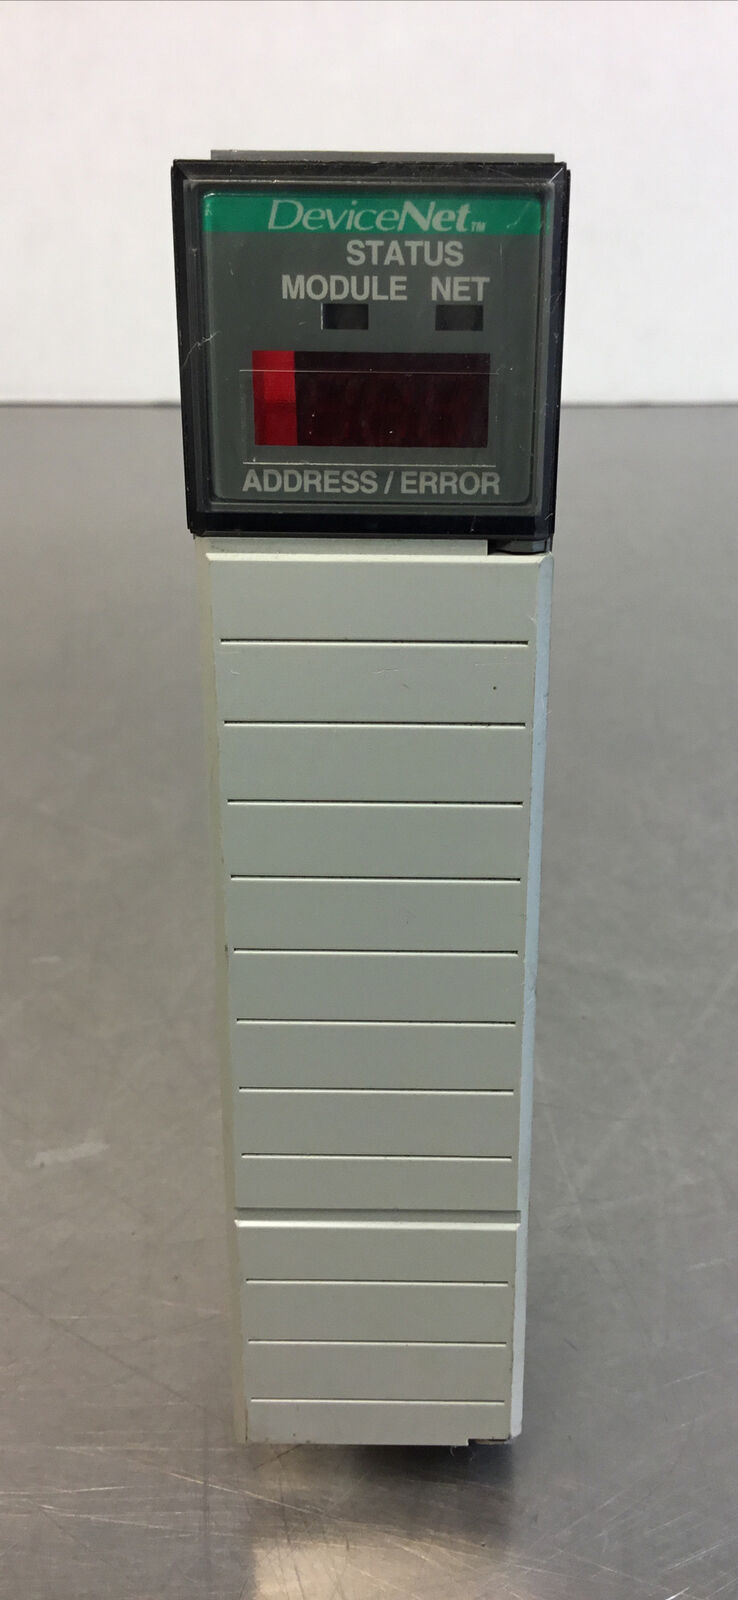 DeviceNet™
STATUS
MODULE NET
ADDRESS / ERROR